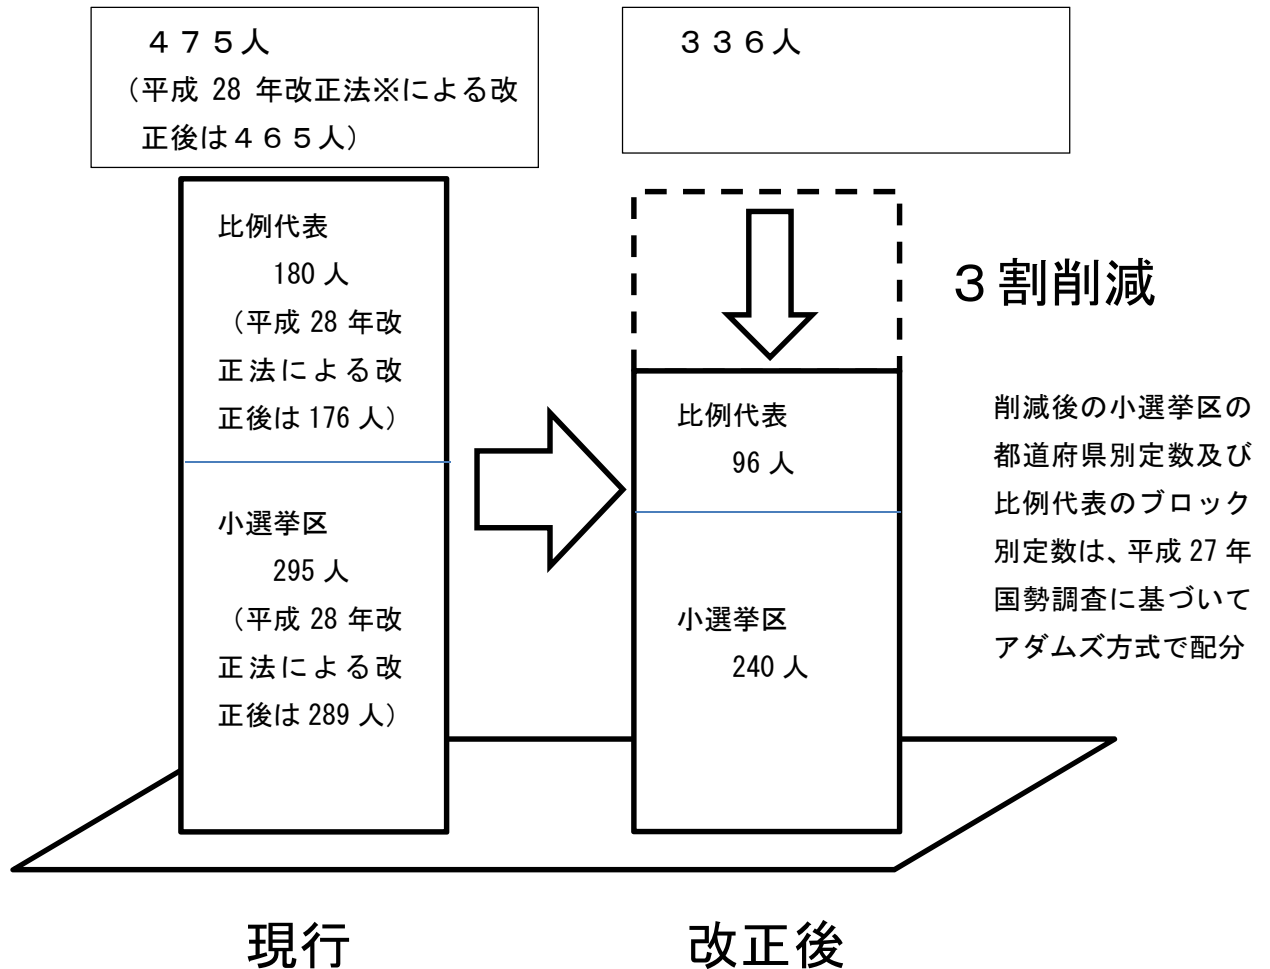 ４７５人
（平成 28 年改正法※による改
正後は４６５人）
３３６人
比例代表
180 人
（平成 28 年改
正法による改
正後は 176 人）
小選挙区
295 人
（平成 28 年改
正法による改
正後は 289 人）
比例代表
96 人
小選挙区
240 人
３割削減
削減後の小選挙区の
都道府県別定数及び
比例代表のブロック
別定数は、平成 27 年
国勢調査に基づいて
アダムズ方式で配分
現行
改正後